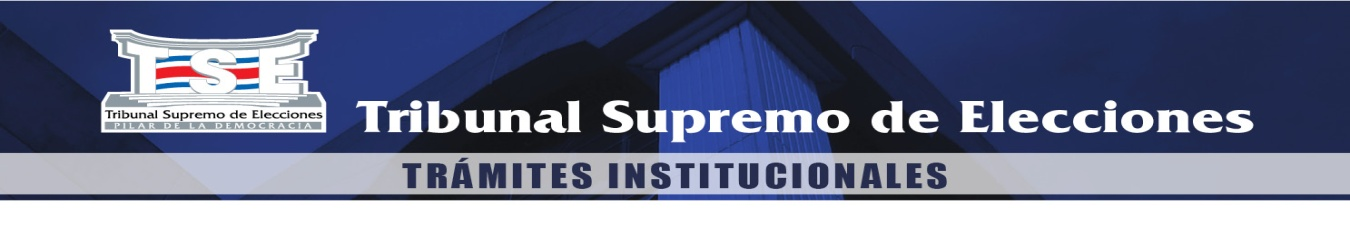 TSE
Tribunal Supremo de Elecciones
PILAR DE LA DEMOCRACIA
Tribunal Supremo de Elecciones
TRÁMITES INSTITUCIONALES